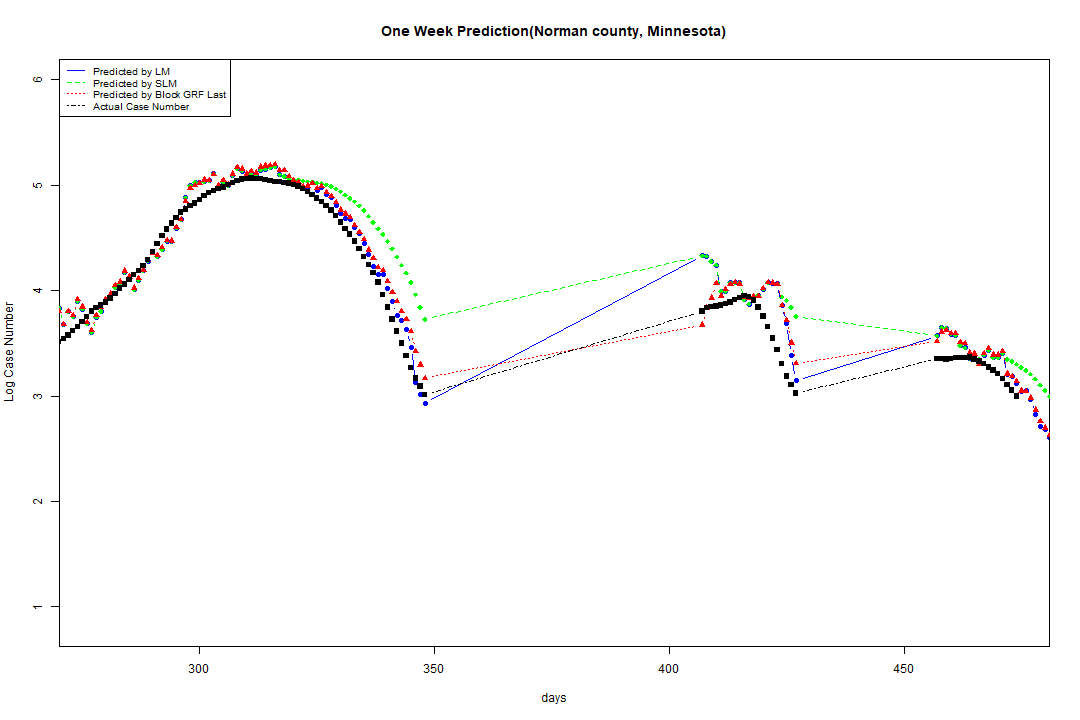 One Week Prediction(Norman county, Minnesota)
Predicted by LM
Predicted by SLM
Predicted by Block GRF Last
Actual Case Number
6
5
4
3
2
1
Log Case Number
300 350 400 450
days